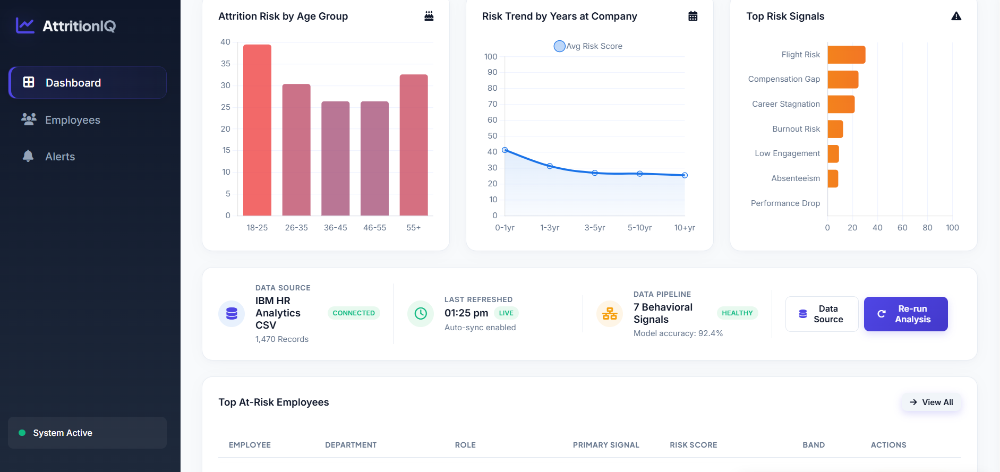 AttritionIQ
Dashboard
Employees
Alerts
System Active
Attrition Risk by Age Group
40
35
30
25
20
15
10
5
0
18-25 26-35 36-45 46-55 55+
Risk Trend by Years at Company
Avg Risk Score
100
90
80
70
60
50
40
30
20
10
0
0-1yr 1-3yr 3-5yr 5-10yr 10+yr
Top Risk Signals
Flight Risk
Compensation Gap
Career Stagnation
Burnout Risk
Low Engagement
Absenteeism
Performance Drop
0 20 40 60 80 100
DATA SOURCE
IBM HR
Analytics
CSV
CONNECTED
1,470 Records
LAST REFRESHED
01:25 pm LIVE
Auto-sync enabled
DATA PIPELINE
7 Behavioral
Signals
HEALTHY
Model accuracy: 92.4%
Data
Source
Re-run
Analysis
Top At-Risk Employees
View All
EMPLOYEE DEPARTMENT ROLE PRIMARY SIGNAL RISK SCORE BAND ACTIONS